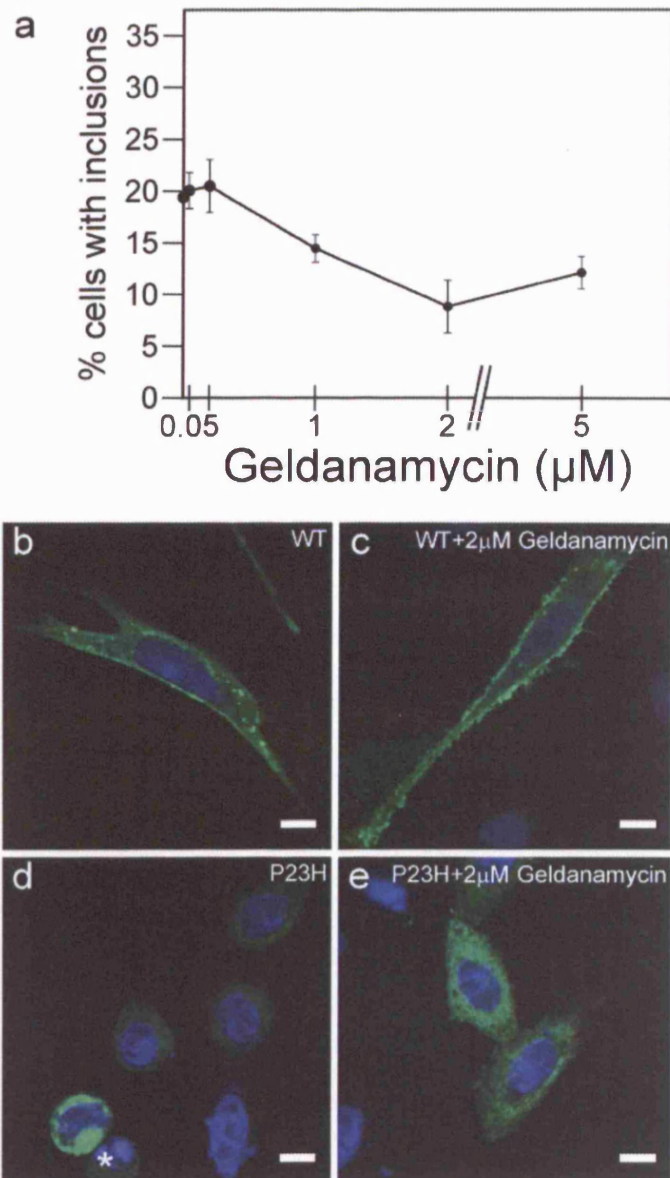 a
% cells with inclusions
35
30
25
20
15
10
5
0
0.05 1 2 // 5
Geldanamycin (μM)
b WT
c WT+2μM Geldanamycin
d P23H
e P23H+2μM Geldanamycin
*